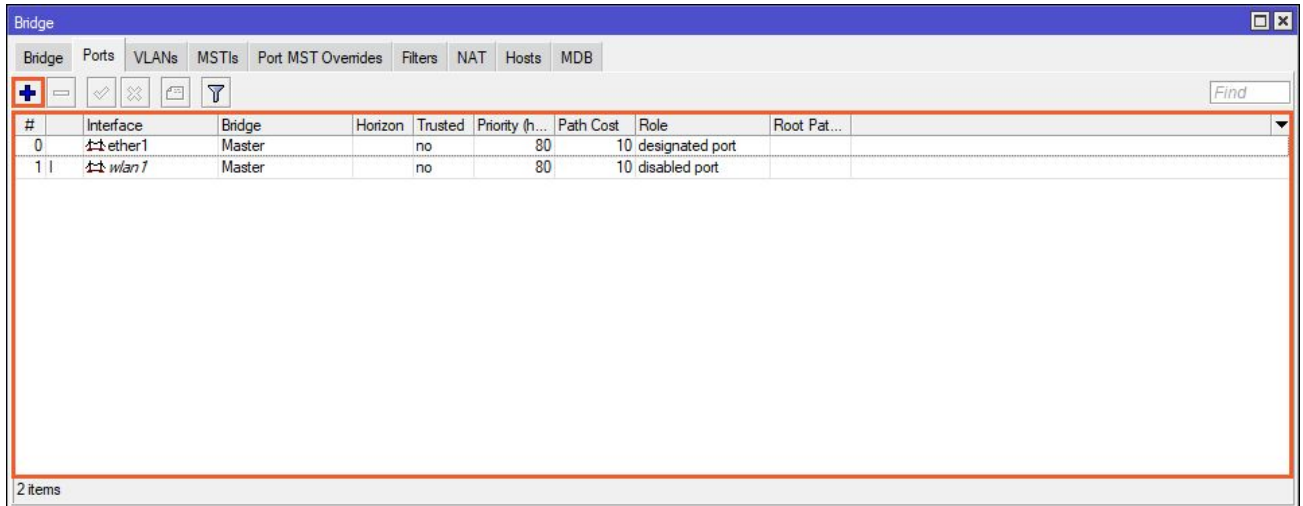 Bridge
Bridge Ports VLANs MSTIs Port MST Overrides Filters NAT Hosts MDB
Find
# Interface Bridge Horizon Trusted Priority (h... Path Cost Role Root Pat...
0 ether1 Master no 80 10 designated port
1 I wlan1 Master no 80 10 disabled port
2 items